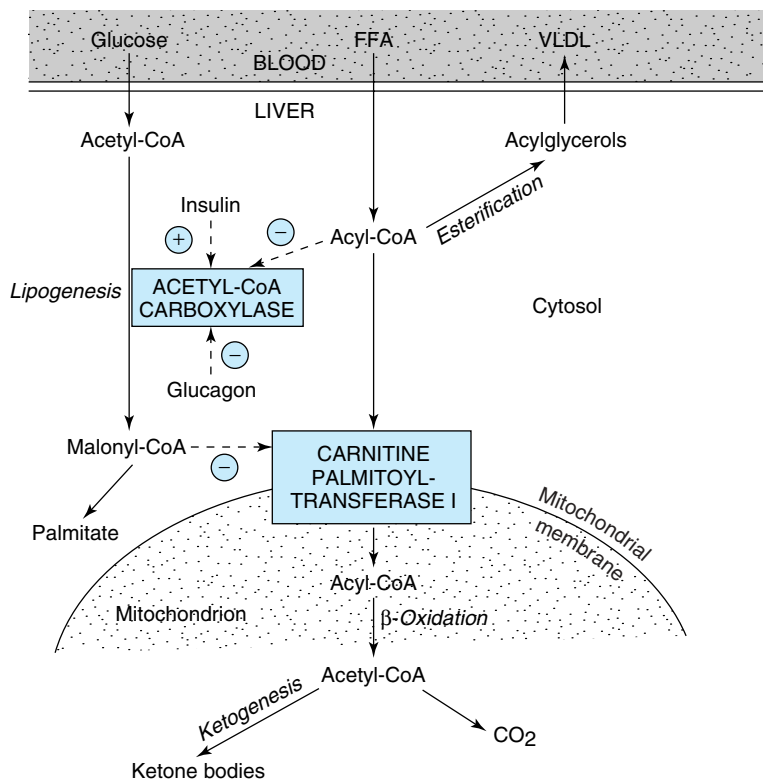 Glucose
FFA
VLDL
BLOOD
LIVER
Acetyl-CoA
Acylglycerols
Esterification
Insulin
Acyl-CoA
+
−
Lipogenesis
ACETYL-CoA
CARBOXYLASE
Cytosol
−
Glucagon
Malonyl-CoA
−
CARNITINE
PALMITOYL-
TRANSFERASE I
Mitochondrial
membrane
Palmitate
Acyl-CoA
Mitochondrion
β-Oxidation
Acetyl-CoA
Ketogenesis
CO2
Ketone bodies